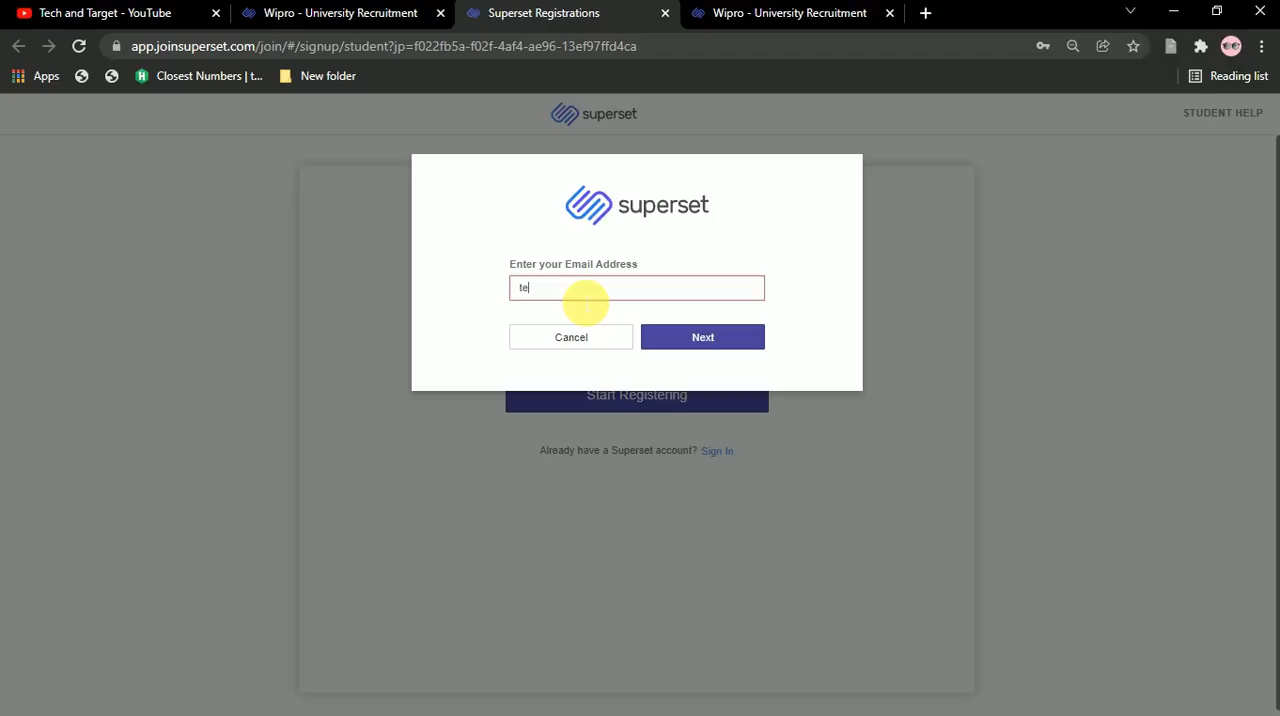 Tech and Target - YouTube
Wipro - University Recruitment
Superset Registrations
Wipro - University Recruitment
app.joinsuperset.com/join/#/signup/student?jp=f022fb5a-f02f-4af4-ae96-13ef97ffd4ca
Apps
Closest Numbers | t...
New folder
Reading list
superset
STUDENT HELP
superset
Enter your Email Address
te
Cancel
Next
Start Registering
Already have a Superset account? Sign In